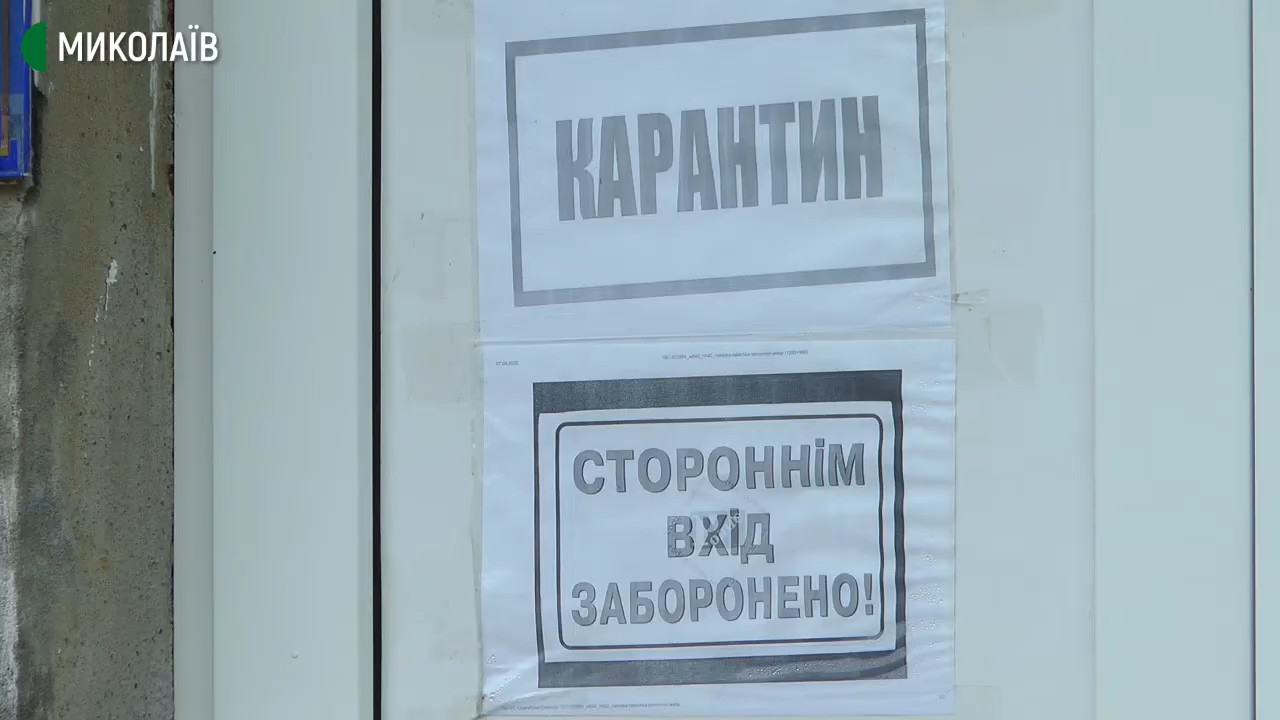 МИКОЛАЇВ
КАРАНТИН
СТОРОННіМ
ВХіД
ЗАБОРОНЕНО!